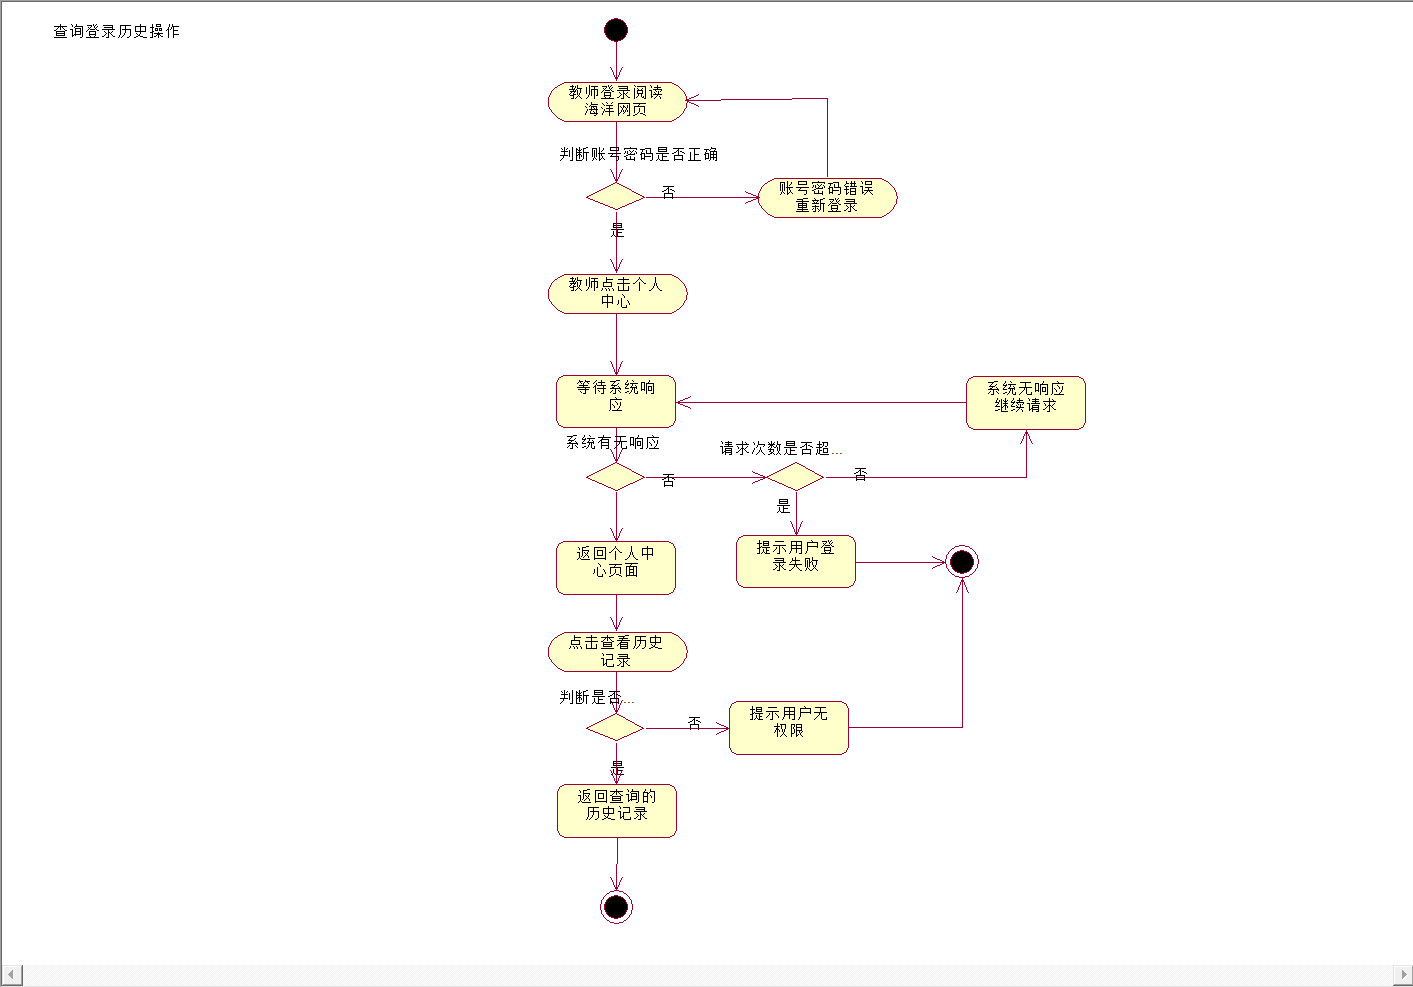 查询登录历史操作
教师登录阅读
海洋网页
判断账号密码是否正确
否
账号密码错误
重新登录
是
教师点击个人
中心
等待系统响
应
系统无响应
继续请求
系统有无响应
请求次数是否超...
否
否
是
返回个人中
心页面
提示用户登
录失败
点击查看历史
记录
判断是否...
否
提示用户无
权限
是
返回查询的
历史记录